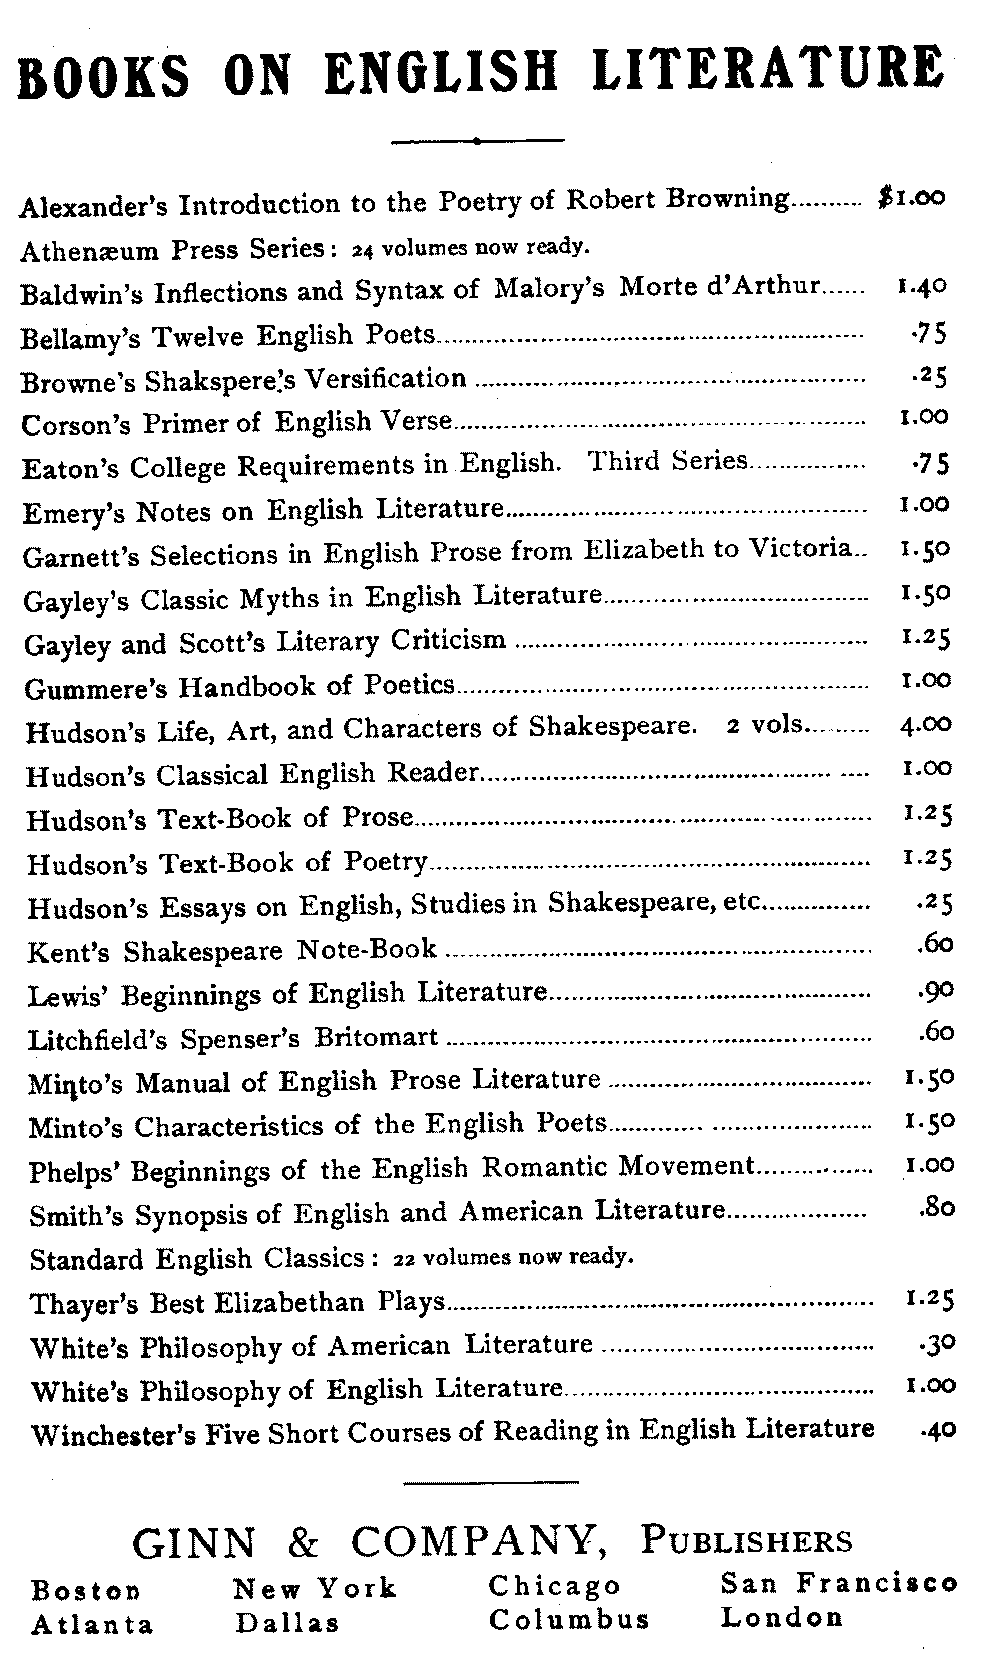 BOOKS ON ENGLISH LITERATURE
Alexander's Introduction to the Poetry of Robert Browning.......... $1.00
Athenæum Press Series: 24 volumes now ready.
Baldwin's Inflections and Syntax of Malory's Morte d'Arthur...... 1.40
Bellamy's Twelve English Poets.................... .75
Browne's Shakspere's Versification .................... .25
Corson's Primer of English Verse.................... 1.00
Eaton's College Requirements in English. Third Series.............. .75
Emery's Notes on English Literature.................... 1.00
Garnett's Selections in English Prose from Elizabeth to Victoria.. 1.50
Gayley's Classic Myths in English Literature.................... 1.50
Gayley and Scott's Literary Criticism .................... 1.25
Gummere's Handbook of Poetics.................... 1.00
Hudson's Life, Art, and Characters of Shakespeare. 2 vols......... 4.00
Hudson's Classical English Reader.................... 1.00
Hudson's Text-Book of Prose.................... 1.25
Hudson's Text-Book of Poetry.................... 1.25
Hudson's Essays on English, Studies in Shakespeare, etc.............. .25
Kent's Shakespeare Note-Book .................... .60
Lewis' Beginnings of English Literature.................... .90
Litchfield's Spenser's Britomart .................... .60
Minto's Manual of English Prose Literature .................... 1.50
Minto's Characteristics of the English Poets.................... 1.50
Phelps' Beginnings of the English Romantic Movement............... 1.00
Smith's Synopsis of English and American Literature.................. .80
Standard English Classics: 22 volumes now ready.
Thayer's Best Elizabethan Plays.................... 1.25
White's Philosophy of American Literature .................... .30
White's Philosophy of English Literature.................... 1.00
Winchester's Five Short Courses of Reading in English Literature .40
GINN & COMPANY, PUBLISHERS
Boston New York Chicago San Francisco
Atlanta Dallas Columbus London